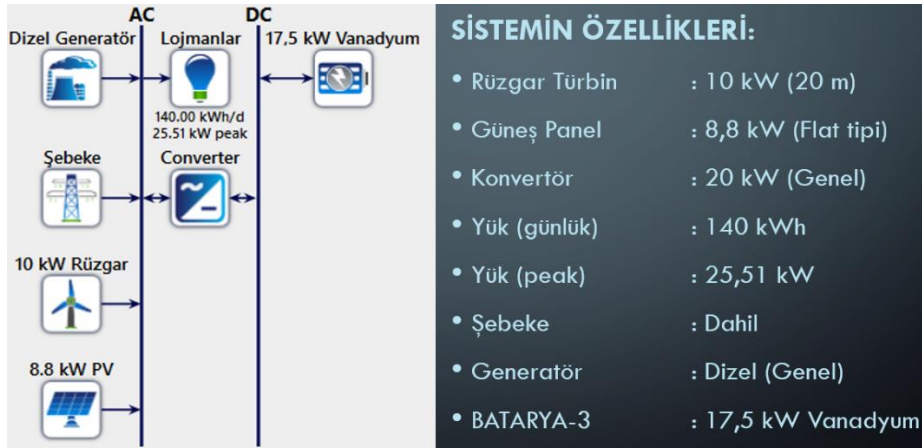 AC
DC
Dizel Generatör
Lojmanlar
17,5 kW Vanadyum
140.00 kWh/d
25.51 kW peak
Şebeke
Converter
10 kW Rüzgar
8.8 kW PV
SİSTEMİN ÖZELLİKLERİ:
• Rüzgar Türbin : 10 kW (20 m)
• Güneş Panel : 8,8 kW (Flat tipi)
• Konvertör : 20 kW (Genel)
• Yük (günlük) : 140 kWh
• Yük (peak) : 25,51 kW
• Şebeke : Dahil
• Generatör : Dizel (Genel)
• BATARYA-3 : 17,5 kW Vanadyum